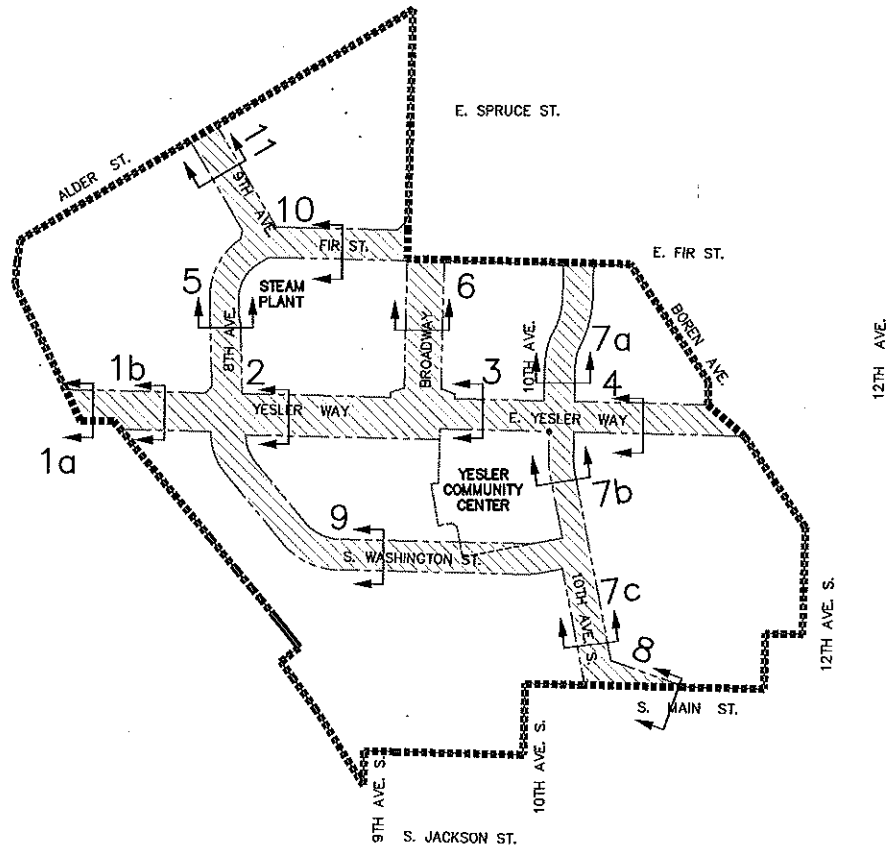 E. SPRUCE ST.
ALDER ST.
11
9TH AVE
10
FIR ST.
E. FIR ST.
5
STEAM
PLANT
6
8TH AVE.
BROADWAY
10TH AVE.
7a
BOREN AVE.
12TH AVE.
1b
2
3
4
YESLER WAY
E. YESLER WAY
1a
YESLER
COMMUNITY
CENTER
7b
9
S. WASHINGTON ST.
7c
10TH AVE. S.
8
12TH AVE. S.
S. MAIN ST.
10TH AVE. S.
9TH AVE. S.
S. JACKSON ST.